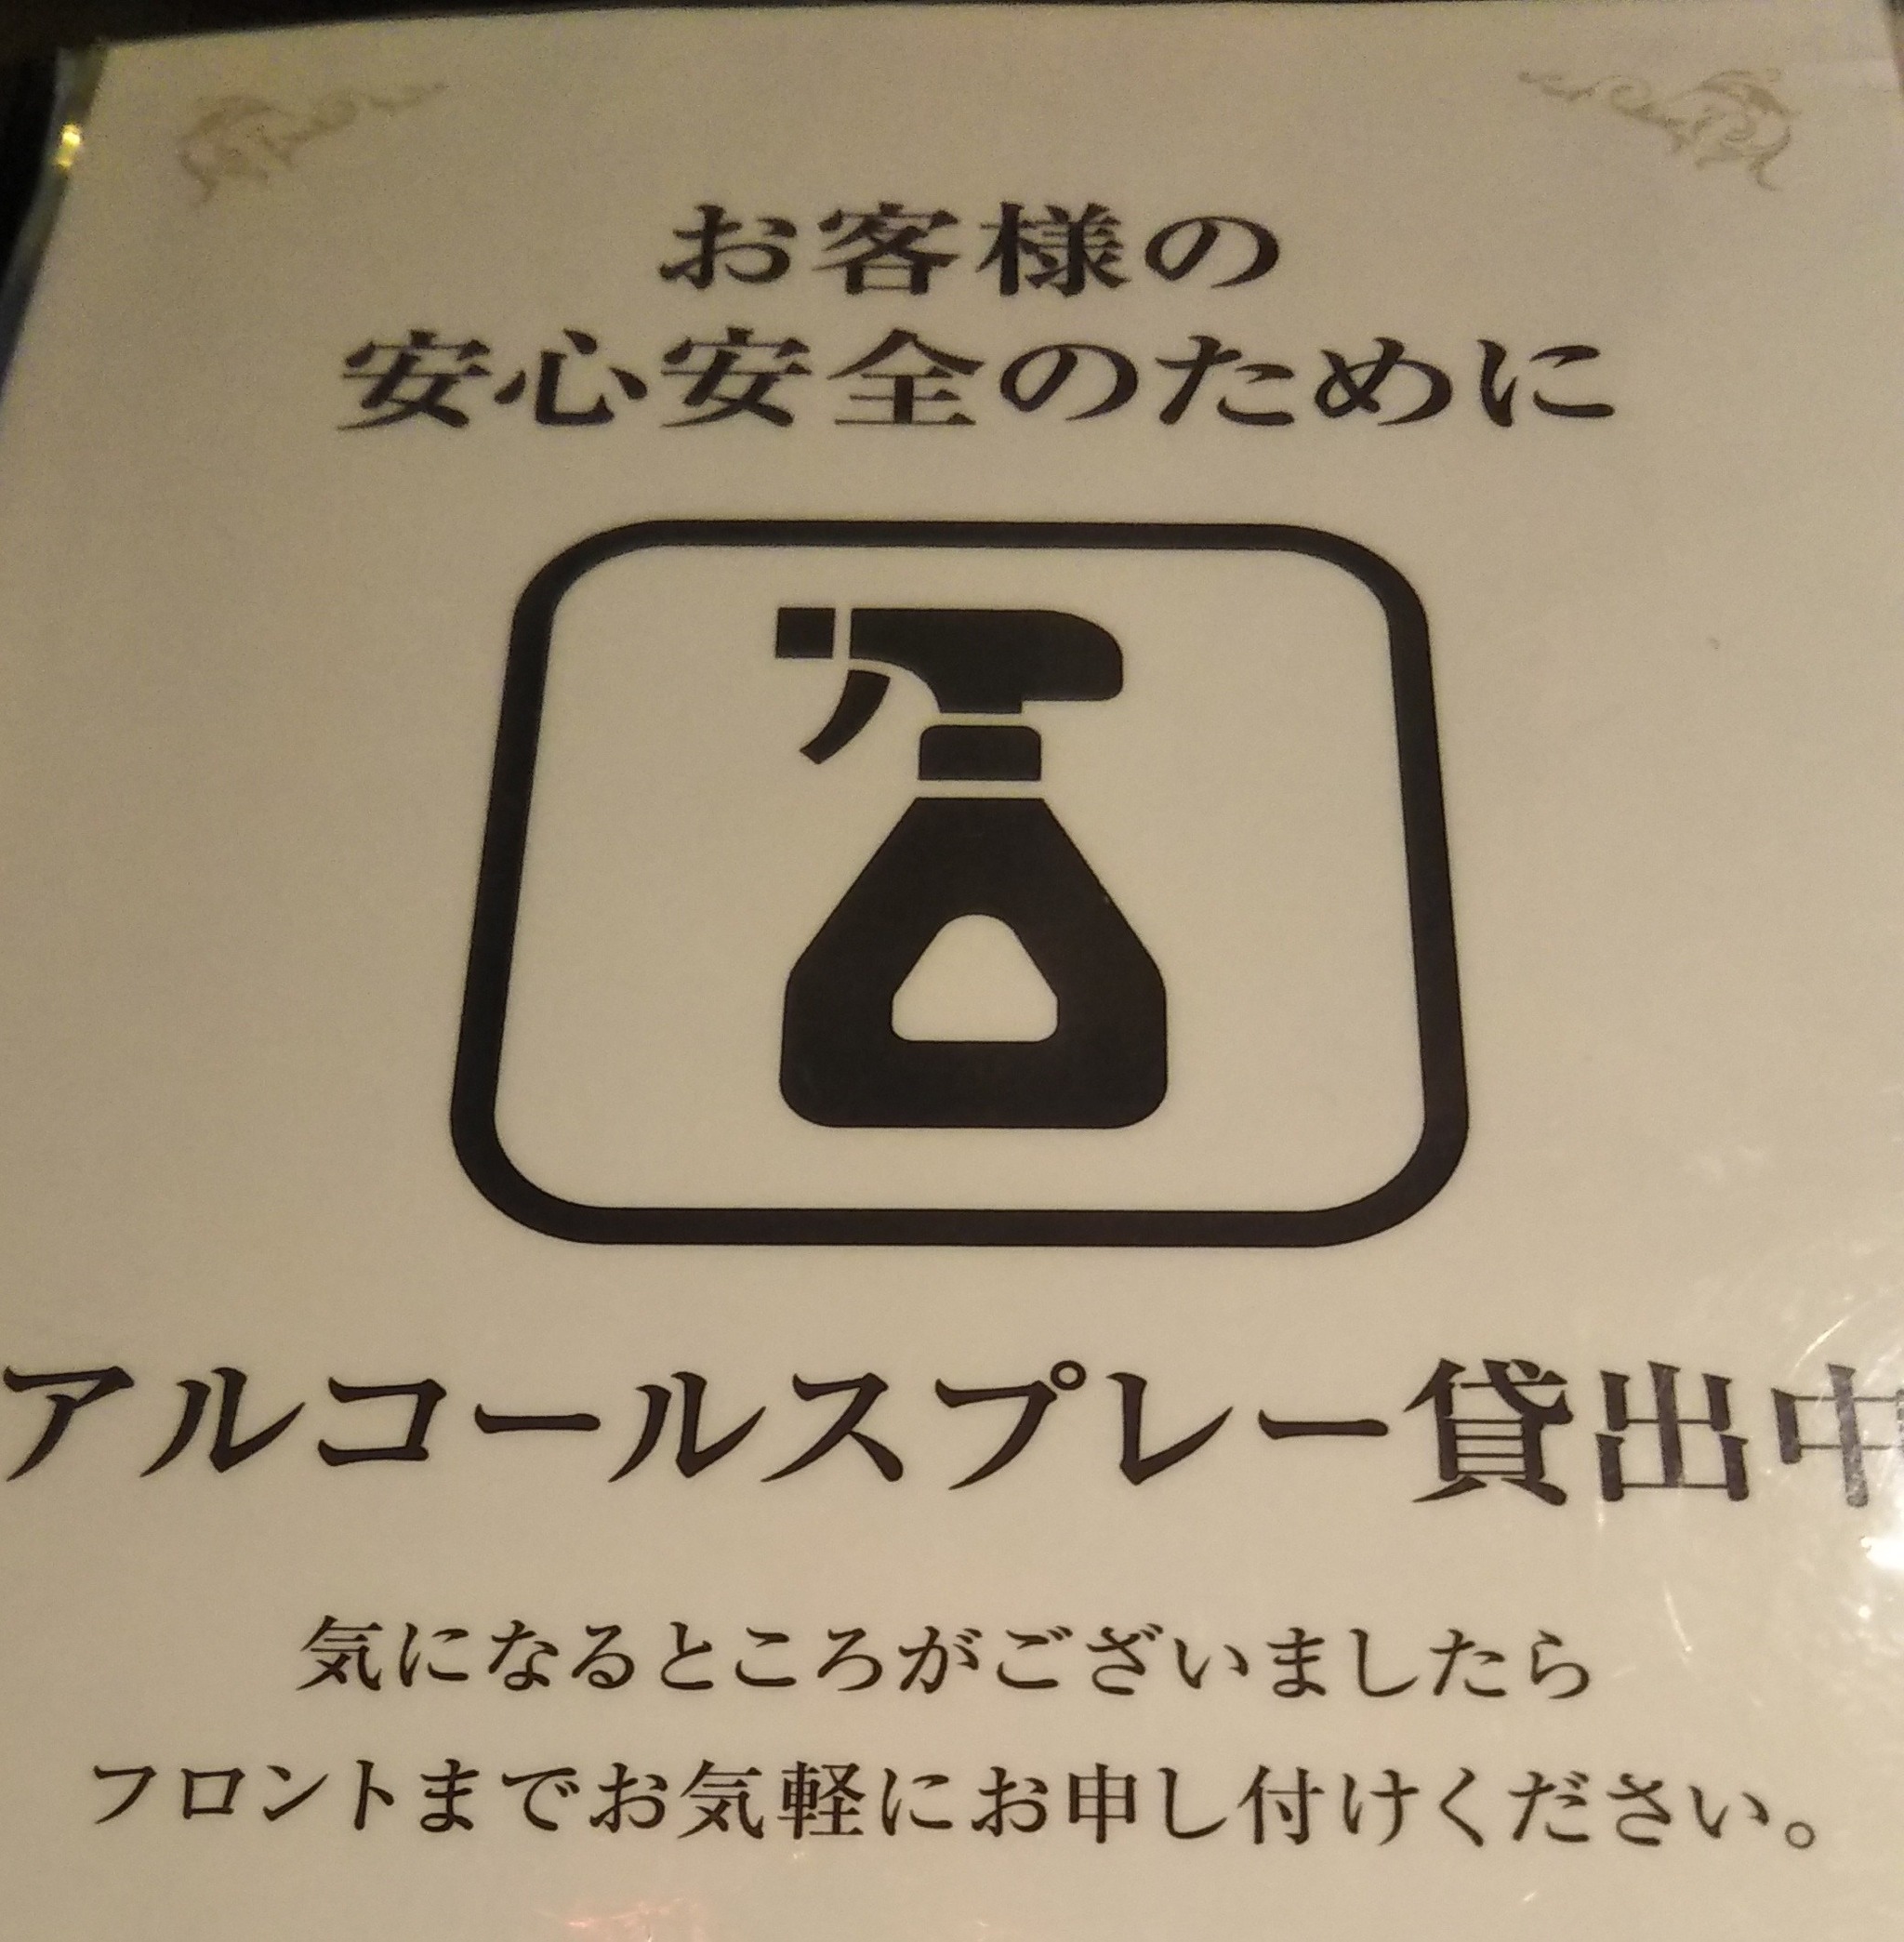 お客様の
安心安全のために
アルコールスプレー貸出中
気になるところがございましたら
フロントまでお気軽にお申し付けください。